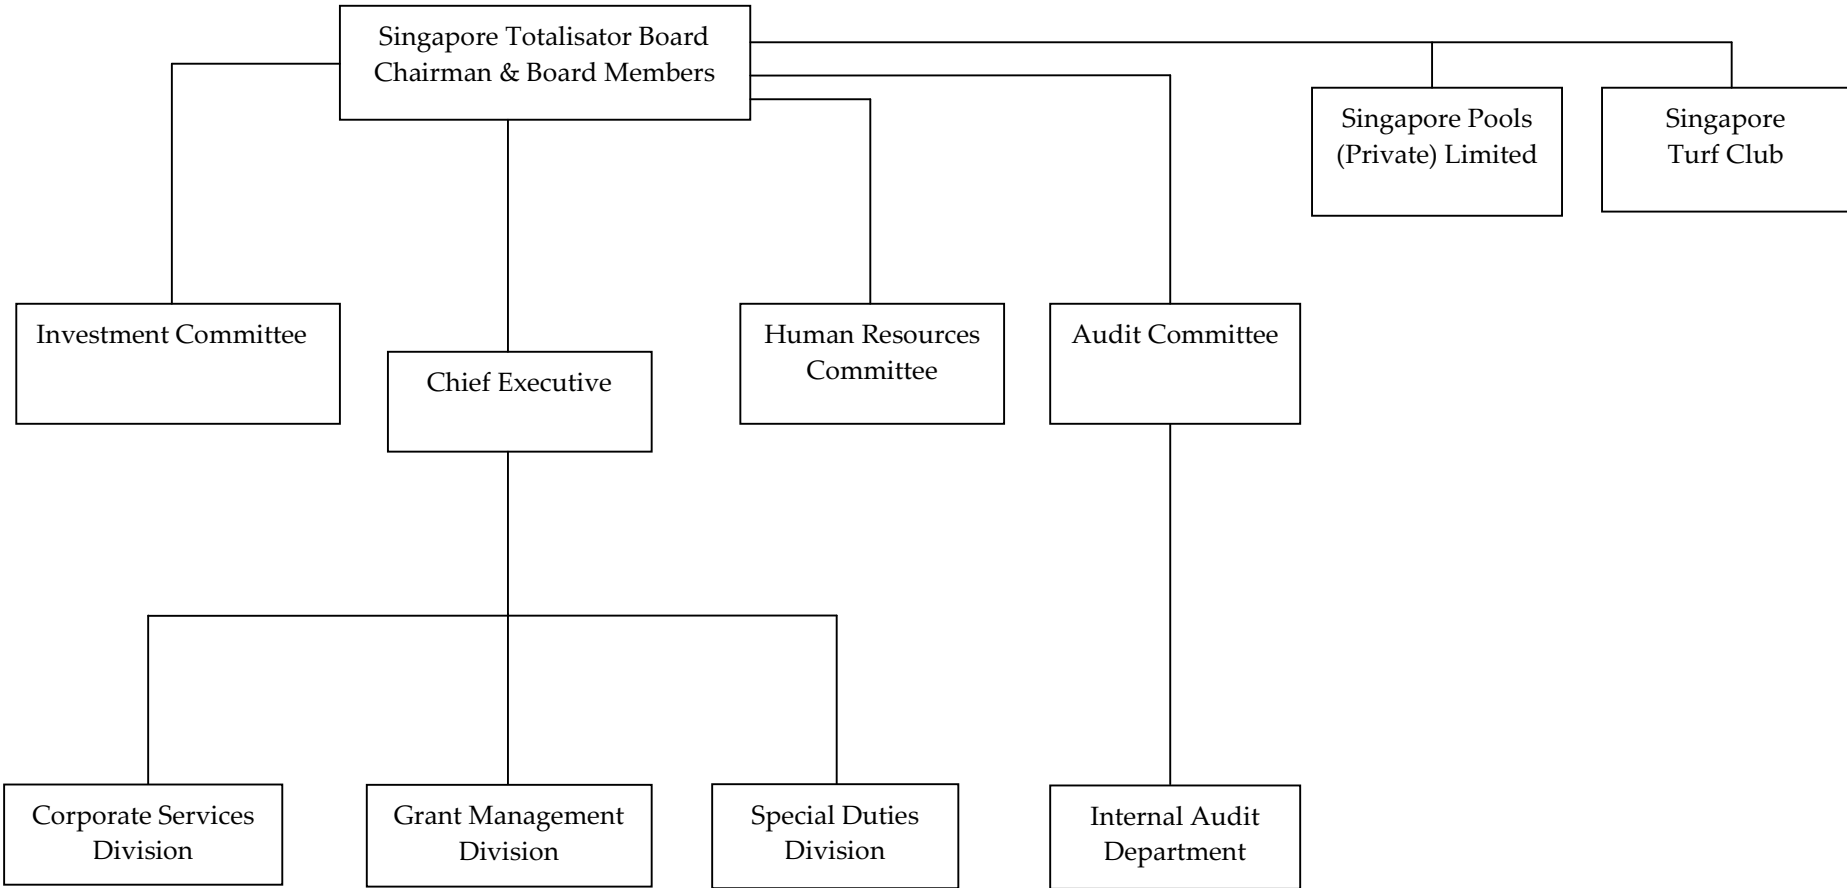 Singapore Totalisator Board
Chairman & Board Members
Singapore Pools
(Private) Limited
Singapore
Turf Club
Investment Committee
Chief Executive
Human Resources
Committee
Audit Committee
Corporate Services
Division
Grant Management
Division
Special Duties
Division
Internal Audit
Department